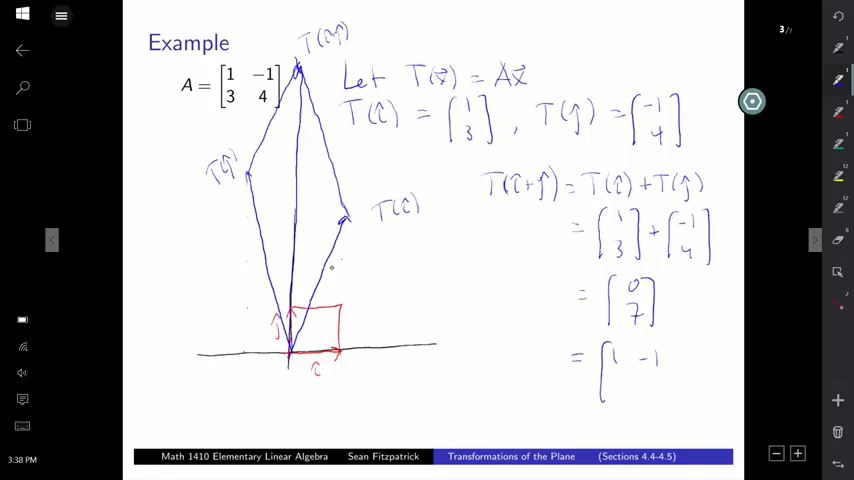 3/7
Example
A = [1 -1
3 4]
T(î+ĵ)
Let T(x⃗) = Ax⃗
T(î) = [1
3], T(ĵ) = [-1
4]
T(ĵ)
T(î)
T(î+ĵ) = T(î) + T(ĵ)
= [1
3] + [-1
4]
= [0
7]
= [1 -1
ĵ
î
3:38 PM
Math 1410 Elementary Linear Algebra Sean Fitzpatrick Transformations of the Plane (Sections 4.4-4.5)